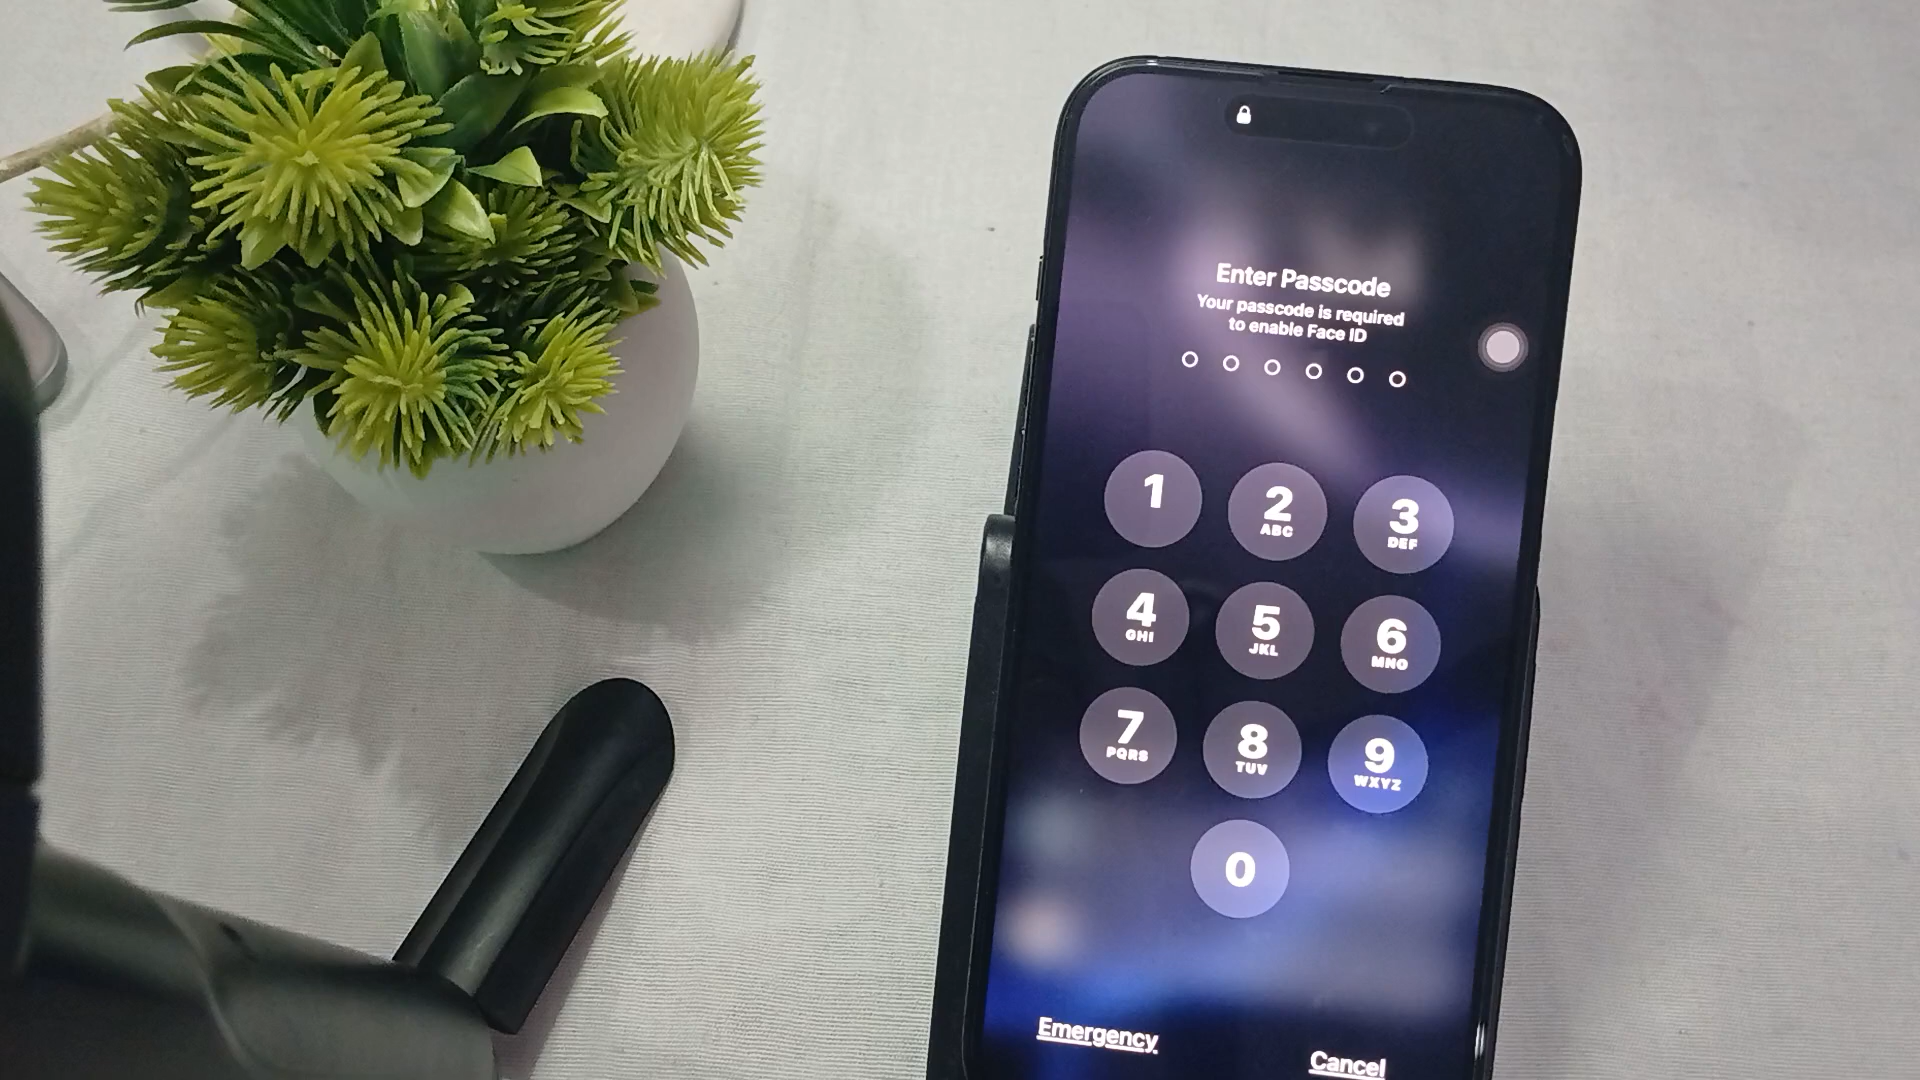 Enter Passcode
Your passcode is required
to enable Face ID
1
2
ABC
3
DEF
4
GHI
5
JKL
6
MNO
7
PQRS
8
TUV
9
WXYZ
0
Emergency
Cancel